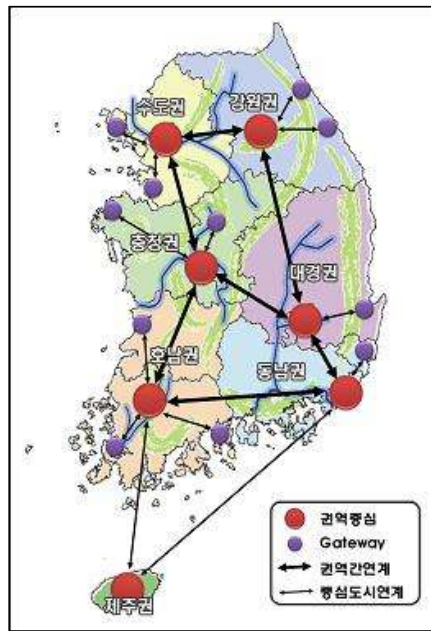 수도권
강원권
충청권
대경권
호남권
동남권
제주권
권역중심
Gateway
권역간연계
중심도시연계